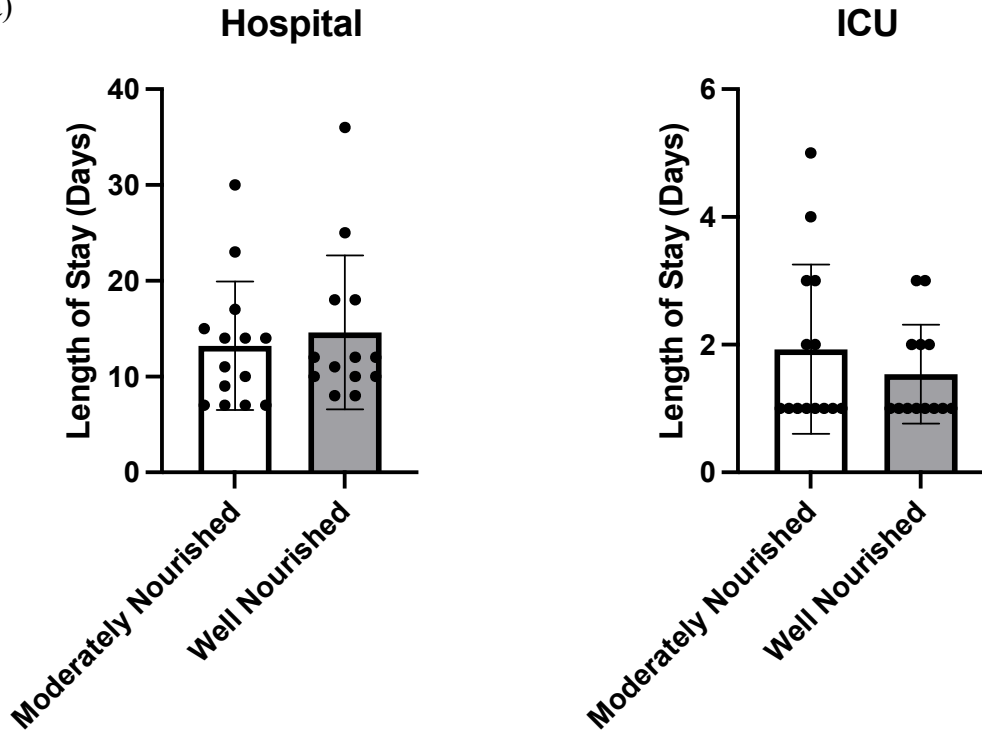 Hospital
Length of Stay (Days)
40
30
20
10
0
Moderately Nourished
Well Nourished
ICU
Length of Stay (Days)
6
4
2
0
Moderately Nourished
Well Nourished